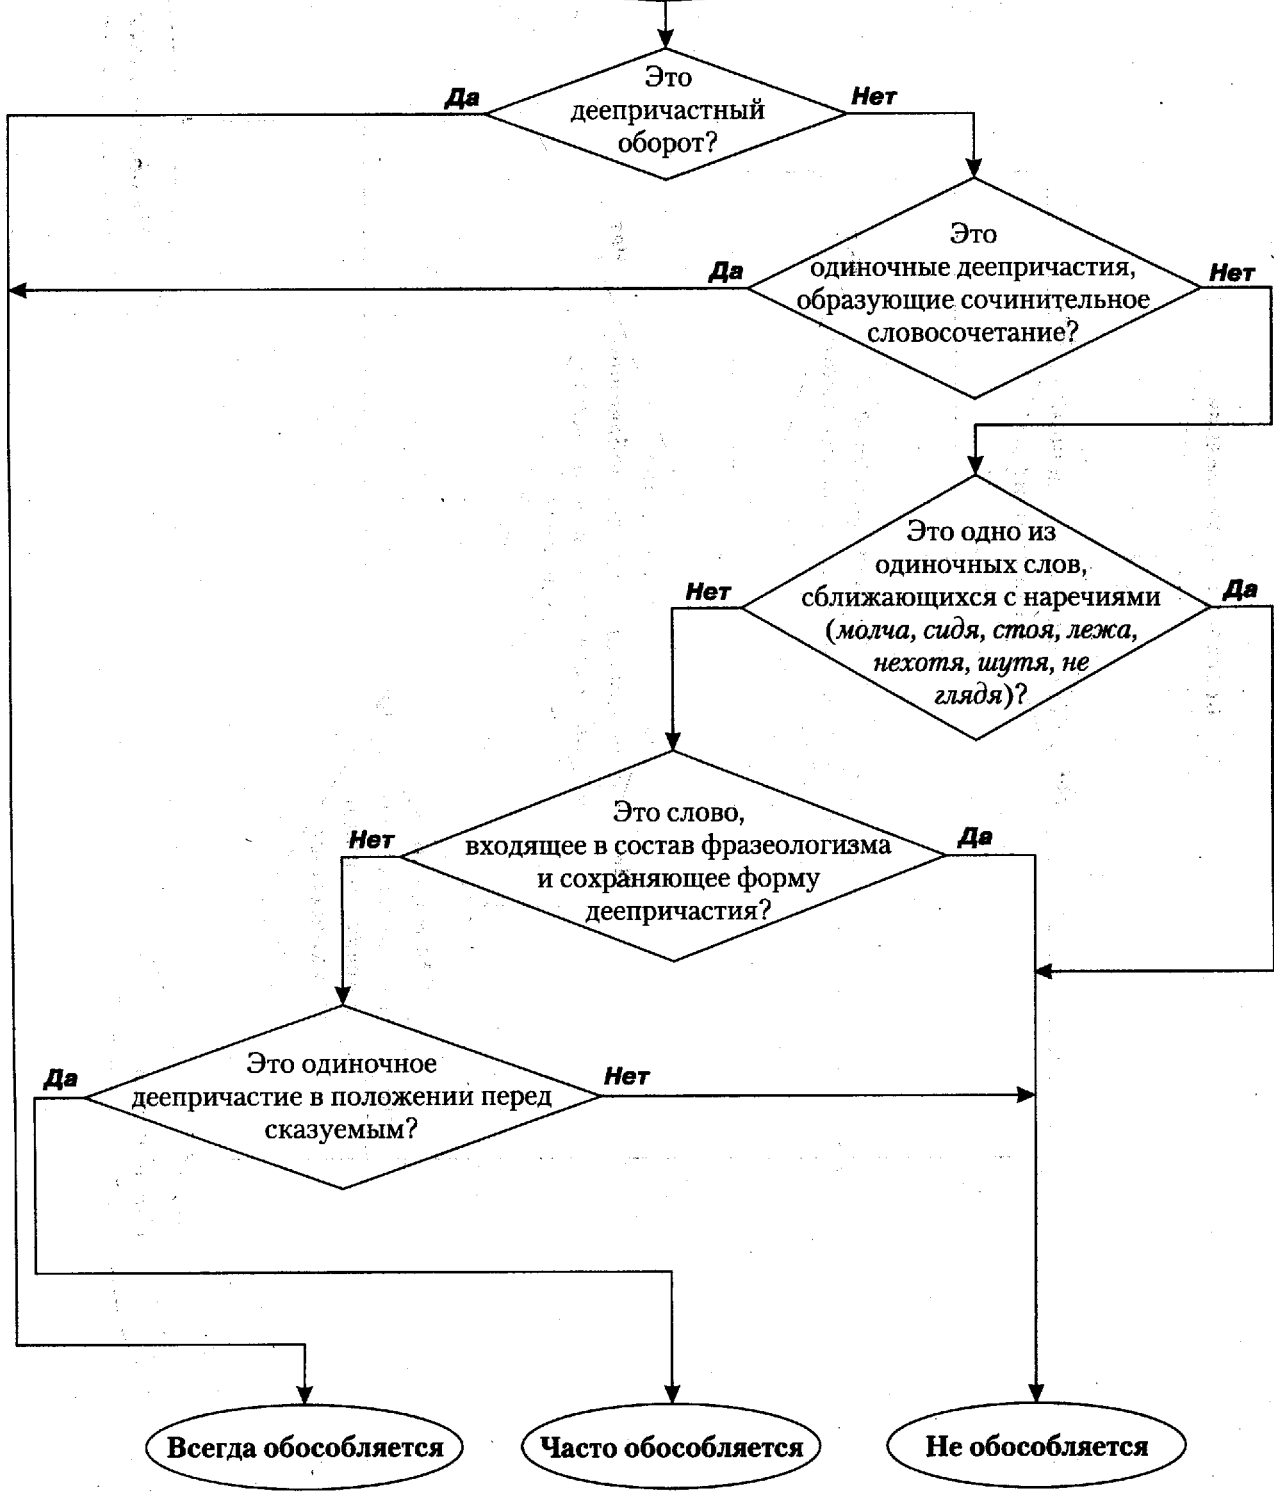 Это
деепричастный
оборот?
Да
Нет
Это
одиночные деепричастия,
образующие сочинительное
словосочетание?
Да
Нет
Это одно из
одиночных слов,
сближающихся с наречиями
(молча, сидя, стоя, лежа,
нехотя, шутя, не
глядя)?
Нет
Да
Это слово,
входящее в состав фразеологизма
и сохраняющее форму
деепричастия?
Нет
Да
Это одиночное
деепричастие в положении перед
сказуемым?
Да
Нет
Всегда обособляется
Часто обособляется
Не обособляется